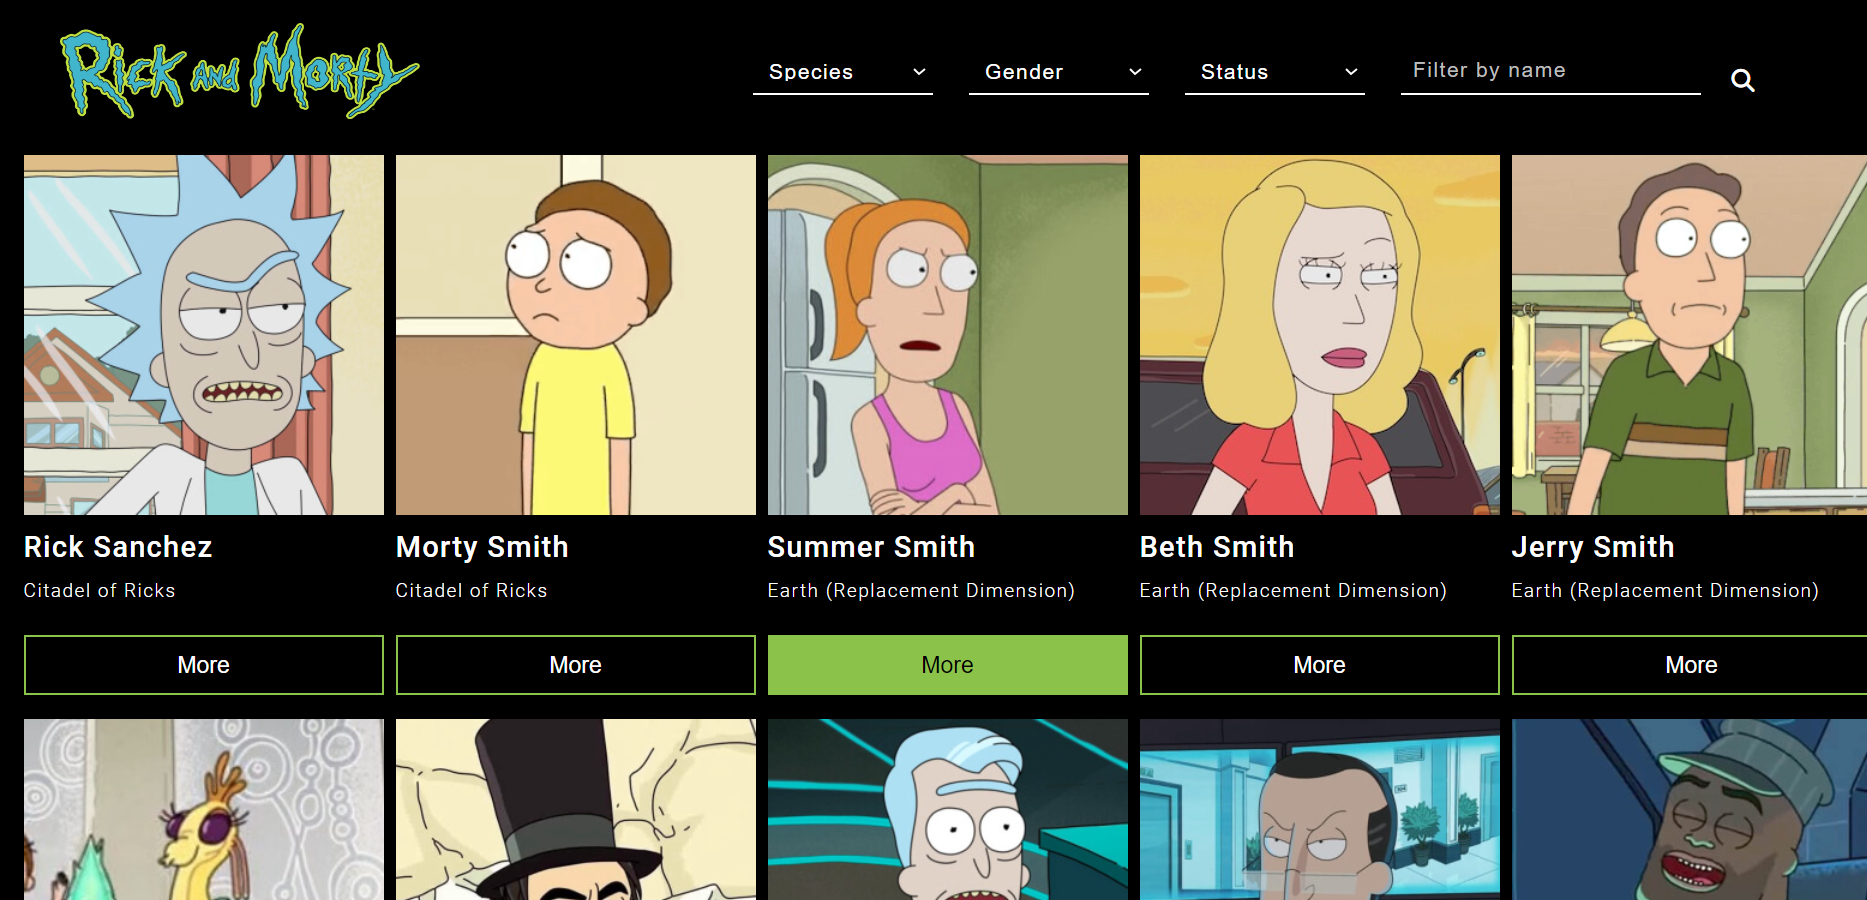 Rick and Morty
Species
Gender
Status
Filter by name
Rick Sanchez
Morty Smith
Summer Smith
Beth Smith
Jerry Smith
Citadel of Ricks
Citadel of Ricks
Earth (Replacement Dimension)
Earth (Replacement Dimension)
Earth (Replacement Dimension)
More
More
More
More
More